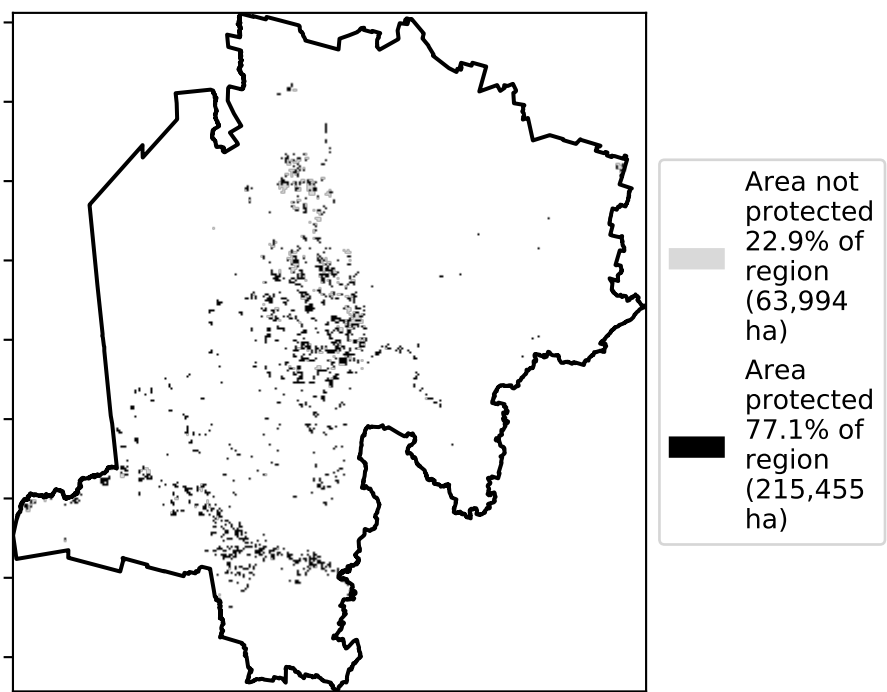 Area not
protected
22.9% of
region
(63,994
ha)
Area
protected
77.1% of
region
(215,455
ha)